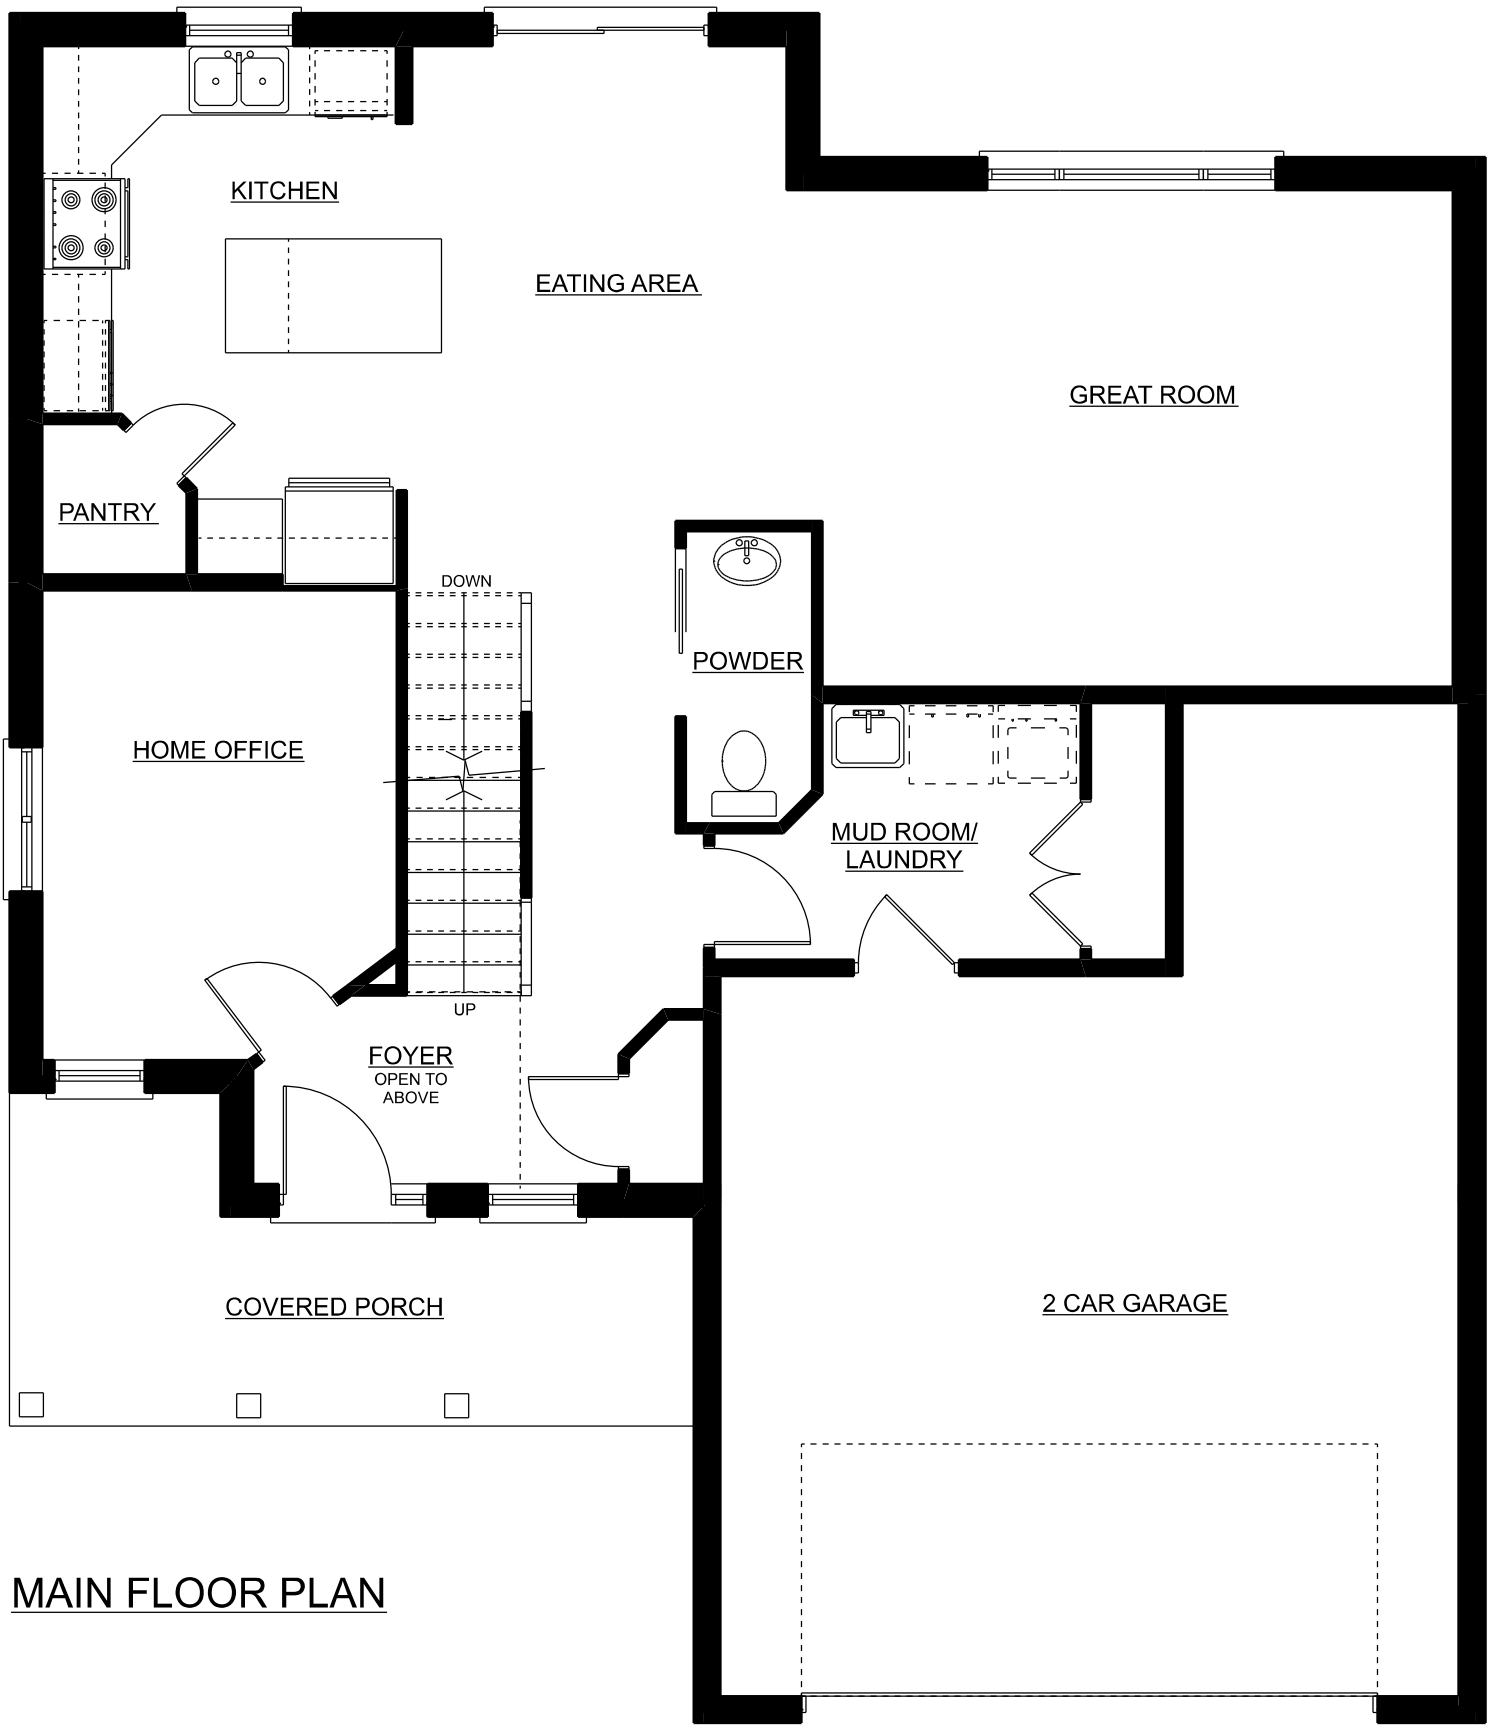 KITCHEN
EATING AREA
GREAT ROOM
PANTRY
DOWN
POWDER
HOME OFFICE
MUD ROOM/
LAUNDRY
UP
FOYER
OPEN TO
ABOVE
COVERED PORCH
2 CAR GARAGE
MAIN FLOOR PLAN